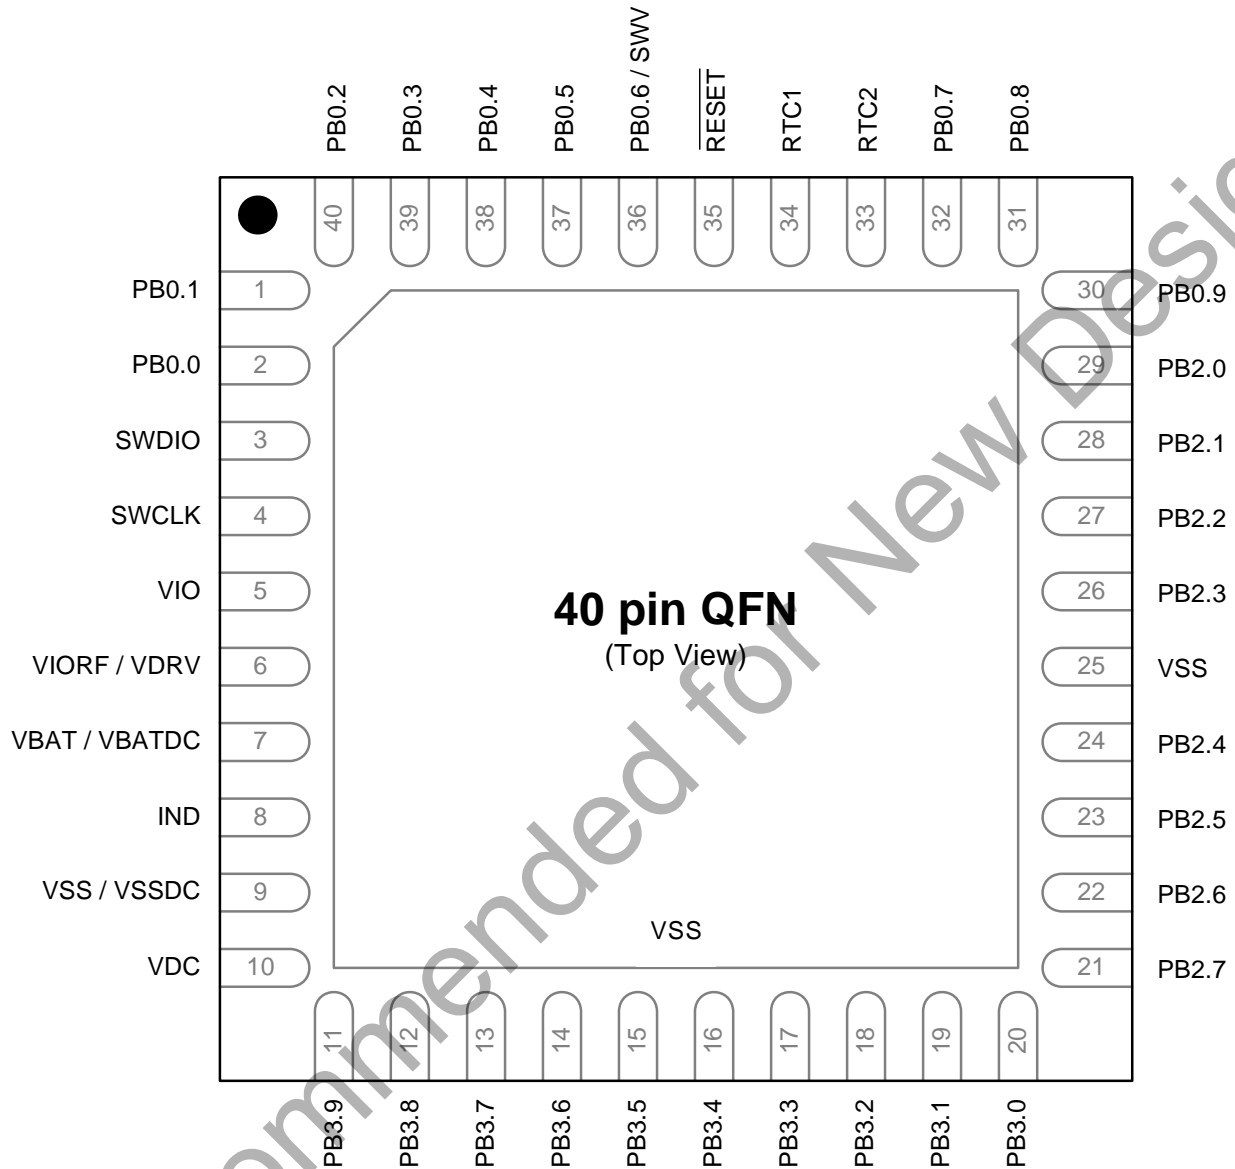 PB0.2
PB0.3
PB0.4
PB0.5
PB0.6 / SWV
RESET
RTC1
RTC2
PB0.7
PB0.8
40
39
38
37
36
35
34
33
32
31
PB0.1
1
30
PB0.9
PB0.0
2
29
PB2.0
SWDIO
3
28
PB2.1
SWCLK
4
27
PB2.2
VIO
5
26
PB2.3
40 pin QFN
(Top View)
VIORF / VDRV
6
25
VSS
VBAT / VBATDC
7
24
PB2.4
IND
8
23
PB2.5
VSS / VSSDC
9
22
PB2.6
VSS
VDC
10
21
PB2.7
11
12
13
14
15
16
17
18
19
20
PB3.9
PB3.8
PB3.7
PB3.6
PB3.5
PB3.4
PB3.3
PB3.2
PB3.1
PB3.0
ommended for New Desig